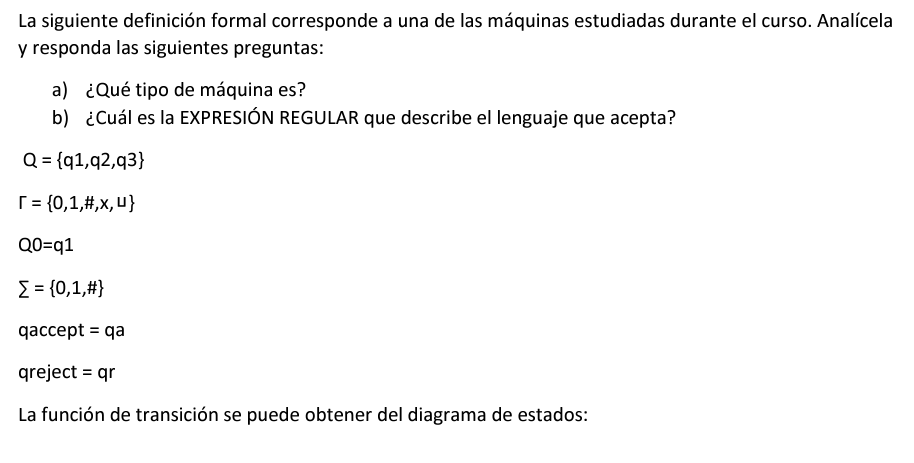 La siguiente definición formal corresponde a una de las máquinas estudiadas durante el curso. Analícela
y responda las siguientes preguntas:
a) ¿Qué tipo de máquina es?
b) ¿Cuál es la EXPRESIÓN REGULAR que describe el lenguaje que acepta?
Q = {q1,q2,q3}
Γ = {0,1,#,x,⊔}
Q0=q1
∑ = {0,1,#}
qaccept = qa
qreject = qr
La función de transición se puede obtener del diagrama de estados: